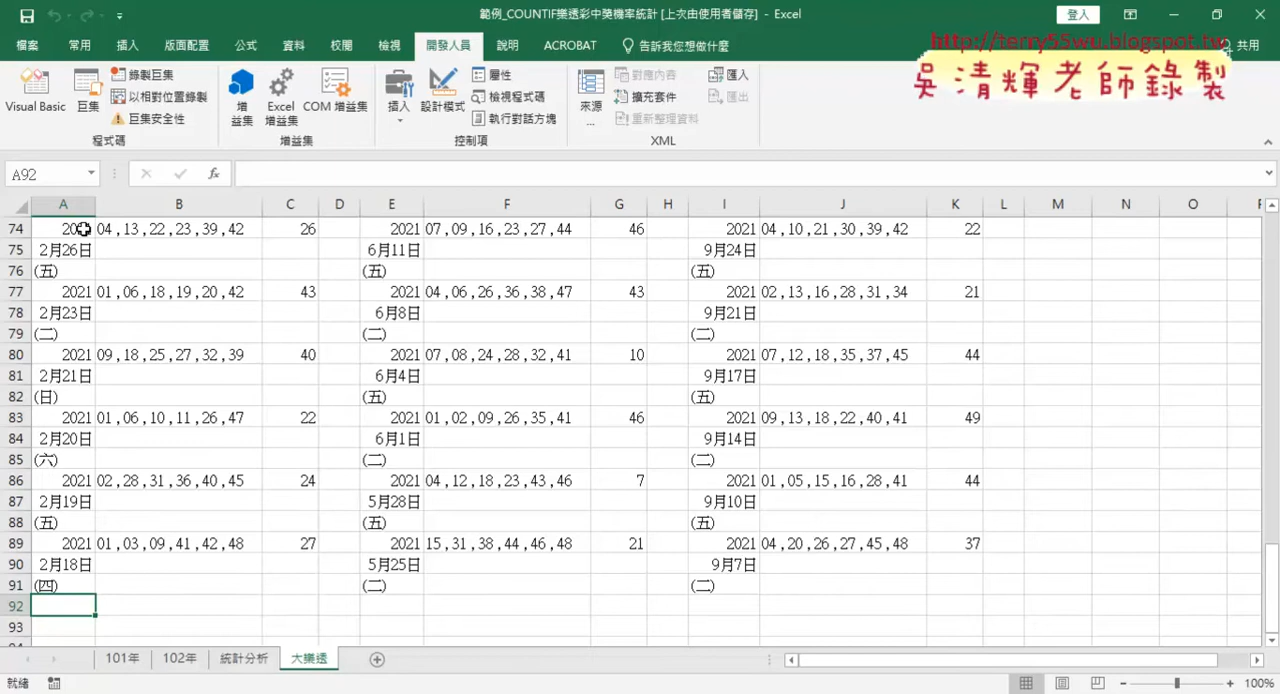 範例_COUNTIF樂透彩中獎機率統計 [上次由使用者儲存] - Excel
登入
檔案 常用 插入 版面配置 公式 資料 校閱 檢視 開發人員 說明 ACROBAT 告訴我您想做什麼 共用
http://terry55wu.blogspot.tw
吳清輝老師錄製
Visual Basic 巨集 錄製巨集 以相對位置錄製 巨集安全性 增益集 Excel 增益集 COM 增益集 插入 設計模式 屬性 檢視程式碼 執行對話方塊 來源... 對應內容 擴充套件 重新整理資料 匯入 匯出
程式碼 增益集 控制項 XML
A92 fx
A B C D E F G H I J K L M N O
74 04,13,22,23,39,42 26 2021 07,09,16,23,27,44 46 2021 04,10,21,30,39,42 22
75 2月26日 6月11日 9月24日
76 (五) (五) (五)
77 2021 01,06,18,19,20,42 43 2021 04,06,26,36,38,47 43 2021 02,13,16,28,31,34 21
78 2月23日 6月8日 9月21日
79 (二) (二) (二)
80 2021 09,18,25,27,32,39 40 2021 07,08,24,28,32,41 10 2021 07,12,18,35,37,45 44
81 2月21日 6月4日 9月17日
82 (日) (五) (五)
83 2021 01,06,10,11,26,47 22 2021 01,02,09,26,35,41 46 2021 09,13,18,22,40,41 49
84 2月20日 6月1日 9月14日
85 (六) (二) (二)
86 2021 02,28,31,36,40,45 24 2021 04,12,18,23,43,46 7 2021 01,05,15,16,28,41 44
87 2月19日 5月28日 9月10日
88 (五) (五) (五)
89 2021 01,03,09,41,42,48 27 2021 15,31,38,44,46,48 21 2021 04,20,26,27,45,48 37
90 2月18日 5月25日 9月7日
91 (四) (二) (二)
92
93
101年 102年 統計分析 大樂透
就緒 100%